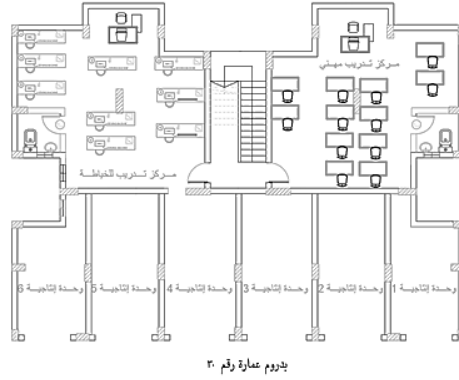 مركز تدريب مهني
مركز تدريب للخياطة
وحدة إنتاجية 1
وحدة إنتاجية 2
وحدة إنتاجية 3
وحدة إنتاجية 4
وحدة إنتاجية 5
وحدة إنتاجية 6
بدروم عمارة رقم ٣٠